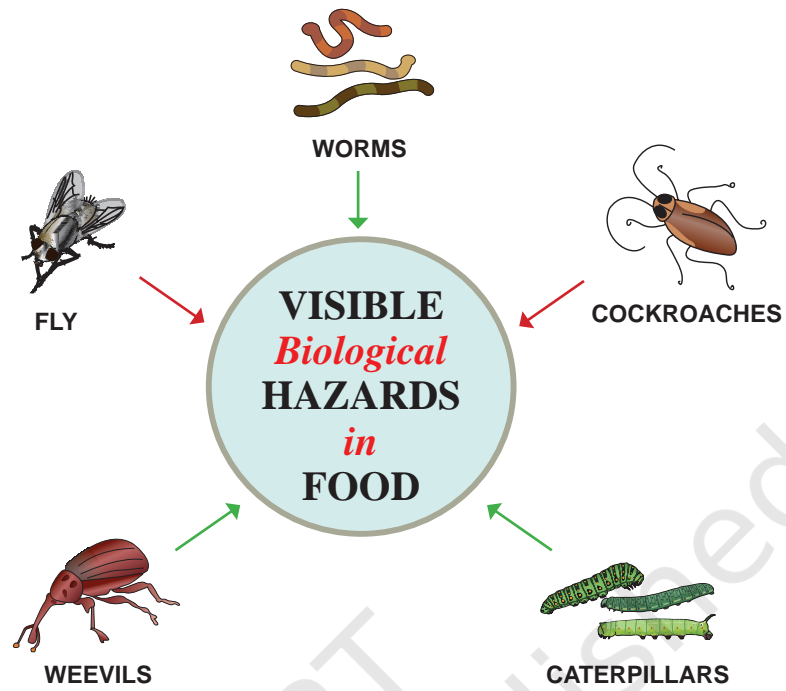 WORMS
FLY
COCKROACHES
VISIBLE
Biological
HAZARDS
in
FOOD
WEEVILS
CATERPILLARS